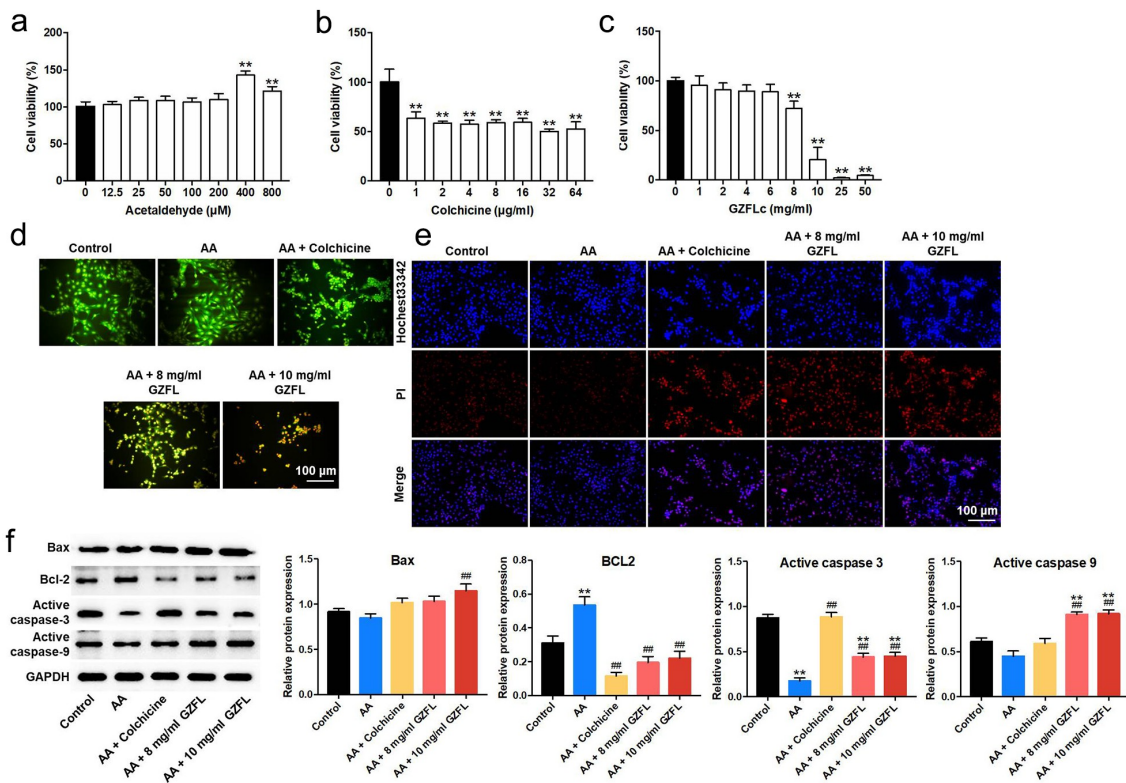 a
Cell viability (%)
200
150
100
50
0
0 12.5 25 50 100 200 400 800
** **
Acetaldehyde (μM)
b
Cell viability (%)
150
100
50
0
0 1 2 4 8 16 32 64
** ** ** ** ** ** **
Colchicine (μg/ml)
c
Cell viability (%)
150
100
50
0
0 1 2 4 6 8 10 25 50
** ** ** **
GZFLc (mg/ml)
d
Control
AA
AA + Colchicine
AA + 8 mg/ml
GZFL
AA + 10 mg/ml
GZFL
100 μm
e
Control
AA
AA + Colchicine
AA + 8 mg/ml
GZFL
AA + 10 mg/ml
GZFL
Hochest33342
PI
Merge
100 μm
f
Bax
Bcl-2
Active
caspase-3
Active
caspase-9
GAPDH
Control
AA
AA + Colchicine
AA + 8 mg/ml GZFL
AA + 10 mg/ml GZFL
Bax
Relative protein expression
1.5
1.0
0.5
0.0
##
Control
AA
AA + Colchicine
AA + 8 mg/ml GZFL
AA + 10 mg/ml GZFL
BCL2
Relative protein expression
0.8
0.6
0.4
0.2
0.0
**
##
##
##
Control
AA
AA + Colchicine
AA + 8 mg/ml GZFL
AA + 10 mg/ml GZFL
Active caspase 3
Relative protein expression
1.5
1.0
0.5
0.0
**
##
**
##
**
##
Control
AA
AA + Colchicine
AA + 8 mg/ml GZFL
AA + 10 mg/ml GZFL
Active caspase 9
Relative protein expression
1.5
1.0
0.5
0.0
**
##
**
##
Control
AA
AA + Colchicine
AA + 8 mg/ml GZFL
AA + 10 mg/ml GZFL